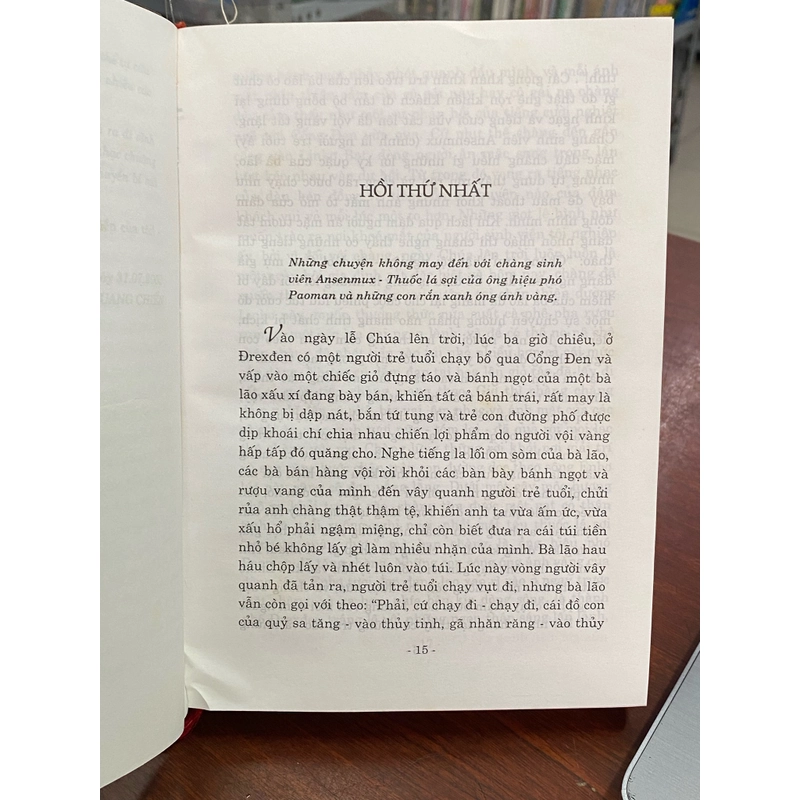 HỒI THỨ NHẤT
Những chuyện không may đến với chàng sinh
viên Ansenmux - Thuốc lá sợi của ông hiệu phó
Paoman và những con rắn xanh óng ánh vàng.
Vào ngày lễ Chúa lên trời, lúc ba giờ chiều, ở
Đrexđen có một người trẻ tuổi chạy bổ qua Cổng Đen và
vấp vào một chiếc giỏ đựng táo và bánh ngọt của một bà
lão xấu xí đang bày bán, khiến tất cả bánh trái, rất may là
không bị dập nát, bắn tứ tung và trẻ con đường phố được
dịp khoái chí chia nhau chiến lợi phẩm do người vội vàng
hấp tấp đó quăng cho. Nghe tiếng la lối om sòm của bà lão,
các bà bán hàng vội rời khỏi các bàn bày bánh ngọt và
rượu vang của mình đến vây quanh người trẻ tuổi, chửi
rủa anh chàng thật thậm tệ, khiến anh ta vừa ấm ức, vừa
xấu hổ phải ngậm miệng, chỉ còn biết đưa ra cái túi tiền
nhỏ bé không lấy gì làm nhiều nhặn của mình. Bà lão hau
háu chộp lấy và nhét luôn vào túi. Lúc này vòng người vây
quanh đã tản ra, người trẻ tuổi chạy vụt đi, nhưng bà lão
vẫn còn gọi với theo: “Phải, cứ chạy đi - chạy đi, cái đồ con
của quỷ sa tăng - vào thủy tinh, gã nhăn răng - vào thủy
- 15 -